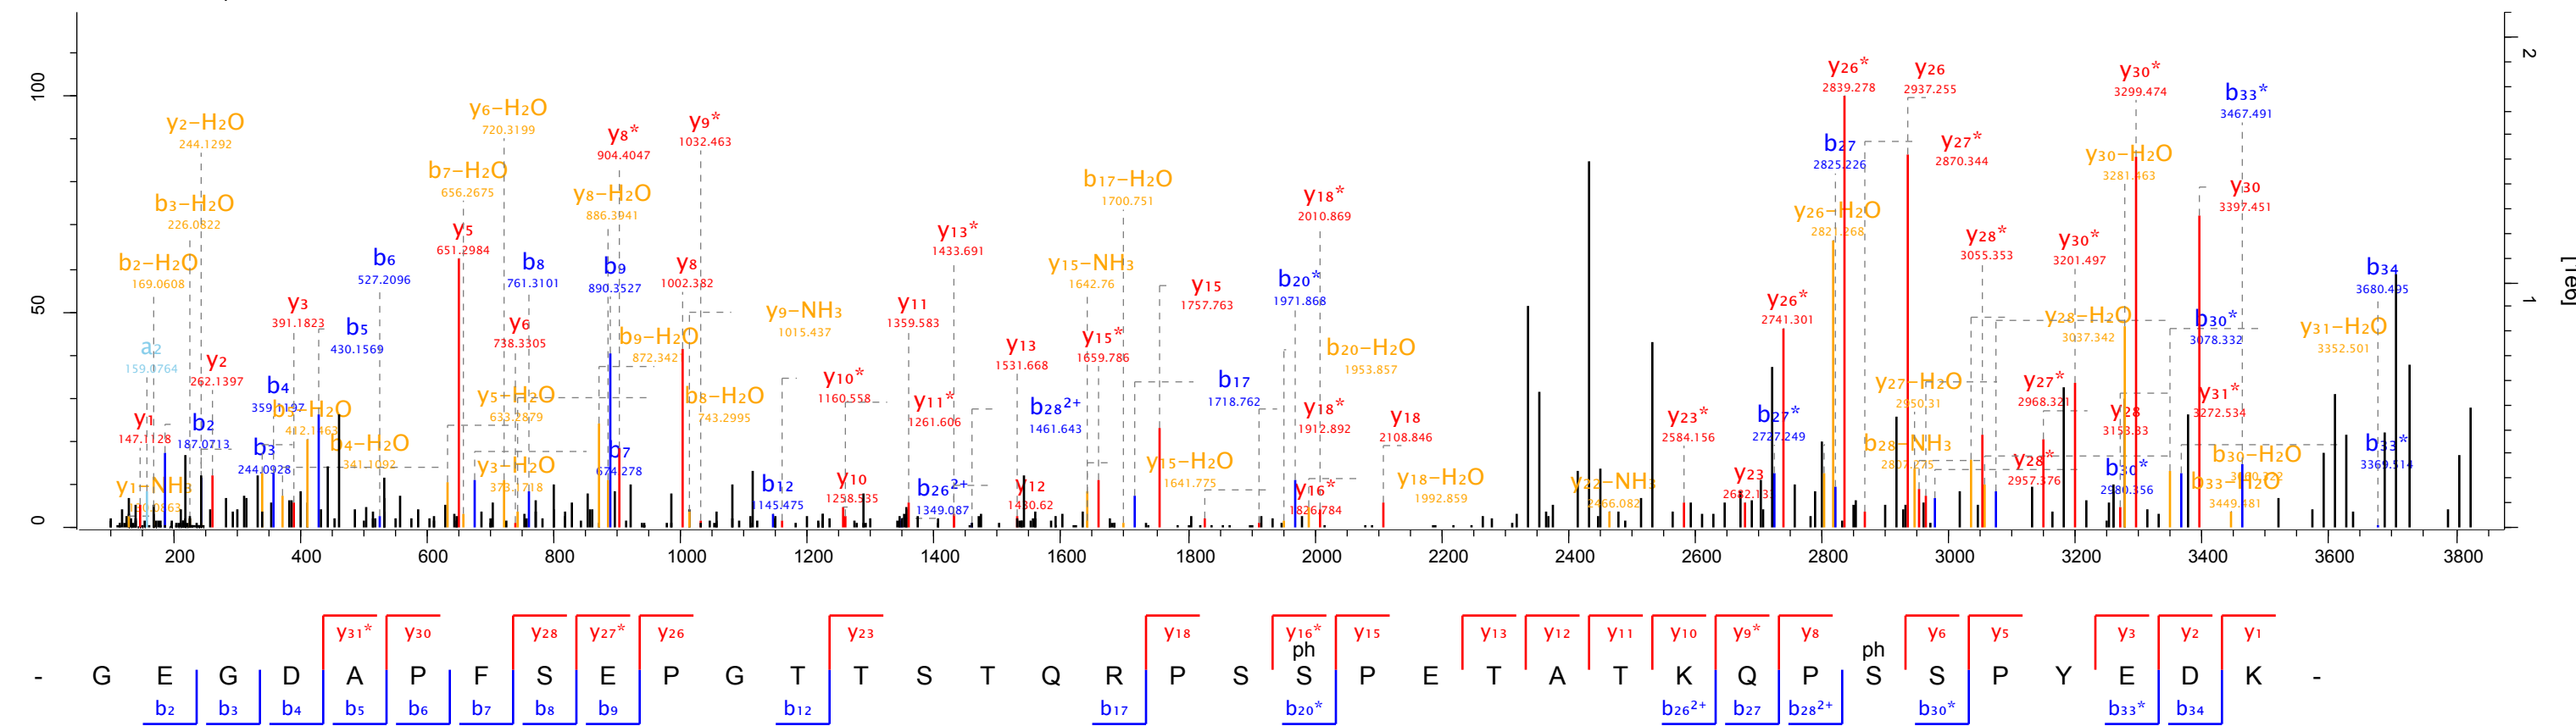 y26*
2839.278
y26
2937.255
y30*
3299.474
b33*
3467.491
y2-H2O
244.1292
y6-H2O
720.3199
y8*
904.4047
y9*
1032.463
b27
2825.226
y27*
2870.344
y30-H2O
3281.463
b7-H2O
656.2675
b17-H2O
1700.751
b3-H2O
226.0822
y8-H2O
886.3941
y18*
2010.869
y26-H2O
2821.268
y30
3397.451
y5
651.2984
y13*
1433.691
y28*
3055.353
y30*
3201.497
b2-H2O
169.0608
b6
527.2096
b8
761.3101
b9
890.3527
y8
1002.382
y15-NH3
1642.76
b20*
1971.868
b34
3680.495
y3
391.1823
y11
1359.583
y15
1757.763
y26*
2741.301
y9-NH3
1015.437
b5
430.1569
y6
738.3305
b9-H2O
872.342
y13
1531.668
y15*
1659.786
b20-H2O
1953.857
y28-H2O
3037.342
b30*
3078.332
y31-H2O
3352.501
a2
159.0764
y2
262.1397
b4
359.1197
y10*
1160.558
b17
1718.762
y27-H2O
2950.31
y27*
2968.321
y31*
3272.534
y5-H2O
633.2879
b8-H2O
743.2995
y11*
1261.606
b28 2+
1461.643
y18*
1912.892
y18
2108.846
y23*
2584.156
b27*
2727.249
y28
3153.33
y1
147.1128
b2
187.0713
b5-H2O
412.1463
b4-H2O
341.1092
b3
244.0928
b7
674.278
y3-H2O
373.1718
y15-H2O
1641.775
b28-NH3
y28*
2957.376
b30*
2980.356
b30-H2O
b33*
3369.514
y1-NH3
b12
1145.475
y10
1258.535
b26 2+
1349.087
y12
1430.62
y16*
1826.784
y18-H2O
1992.859
y22-NH3
2466.082
y23
b33-H2O
3449.481
100
50
0
2
1
[1e6]
200 400 600 800 1000 1200 1400 1600 1800 2000 2200 2400 2600 2800 3000 3200 3400 3600 3800
y31* y30 y28 y27* y26 y23 y18 y16* y15 y13 y12 y11 y10 y9* y8 y6 y5 y3 y2 y1
ph ph
- G E G D A P F S E P G T T S T Q R P S S P E T A T K Q P S S P Y E D K -
b2 b3 b4 b5 b6 b7 b8 b9 b12 b17 b20* b26 2+ b27 b28 2+ b30* b33* b34